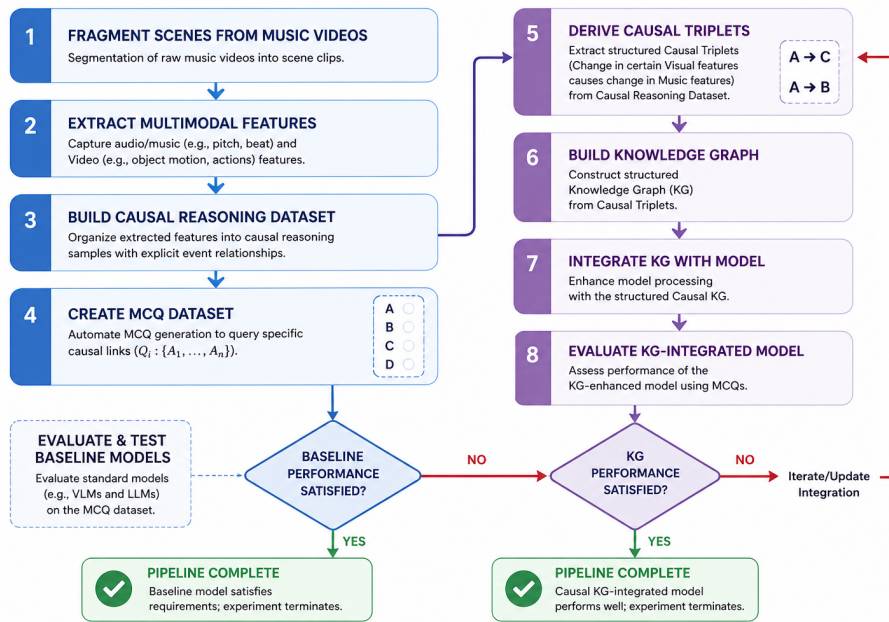 1
FRAGMENT SCENES FROM MUSIC VIDEOS
Segmentation of raw music videos into scene clips.
2
EXTRACT MULTIMODAL FEATURES
Capture audio/music (e.g., pitch, beat) and
Video (e.g., object motion, actions) features.
3
BUILD CAUSAL REASONING DATASET
Organize extrected features into causal reasoning
samples with explicit event relationships.
4
CREATE MCQ DATASET
Automate MCQ generation to query specific
causal links (Qᵢ : {A₁, …, Aₙ}).
A
B
C
D
EVALUATE & TEST
BASELINE MODELS
Evaluate standard models
(e.g., VLMs and LLMs)
on the MCQ dataset.
BASELINE
PERFORMANCE
SATISFIED?
NO
YES
PIPELINE COMPLETE
Baseline model satisfies
requirements; experiment terminates.
5
DERIVE CAUSAL TRIPLETS
Extract structured Causal Triplets
(Change in certain Visual features
causes change in Music features)
from Causal Reasoning Dataset.
A → C
A → B
6
BUILD KNOWLEDGE GRAPH
Construct structured
Knowledge Graph (KG)
from Causal Triplets.
7
INTEGRATE KG WITH MODEL
Enhance model processing
with the structured Causal KG.
8
EVALUATE KG-INTEGRATED MODEL
Assess performance of the
KG-enhanced model using MCQs.
KG
PERFORMANCE
SATISFIED?
NO
Iterate/Update
Integration
YES
PIPELINE COMPLETE
Causal KG-integrated model
performs well; experiment terminates.